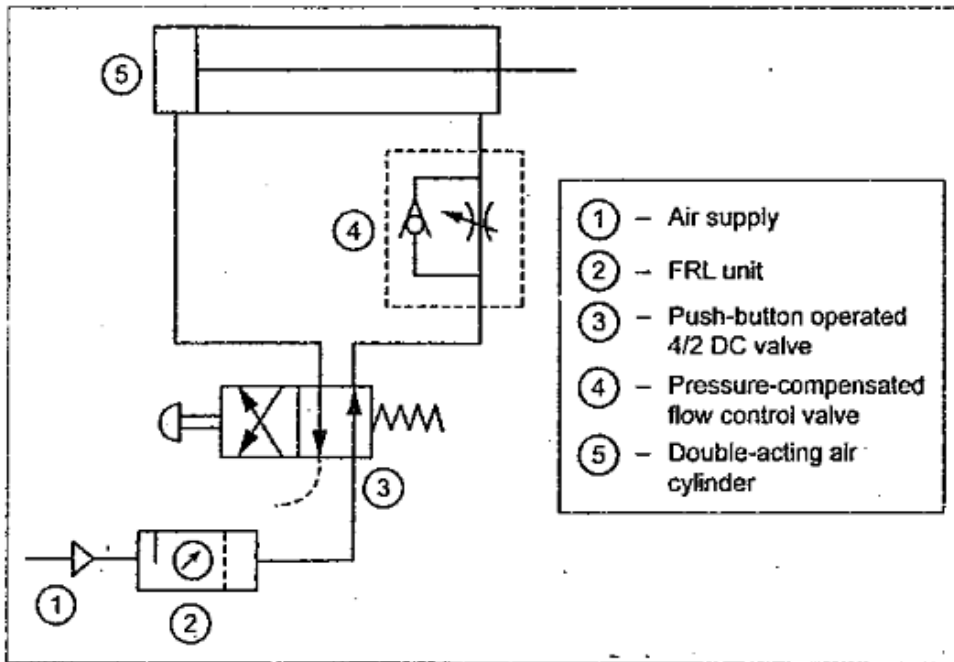 5
4
3
1
2
1 – Air supply
2 – FRL unit
3 – Push-button operated
4/2 DC valve
4 – Pressure-compensated
flow control valve
5 – Double-acting air
cylinder